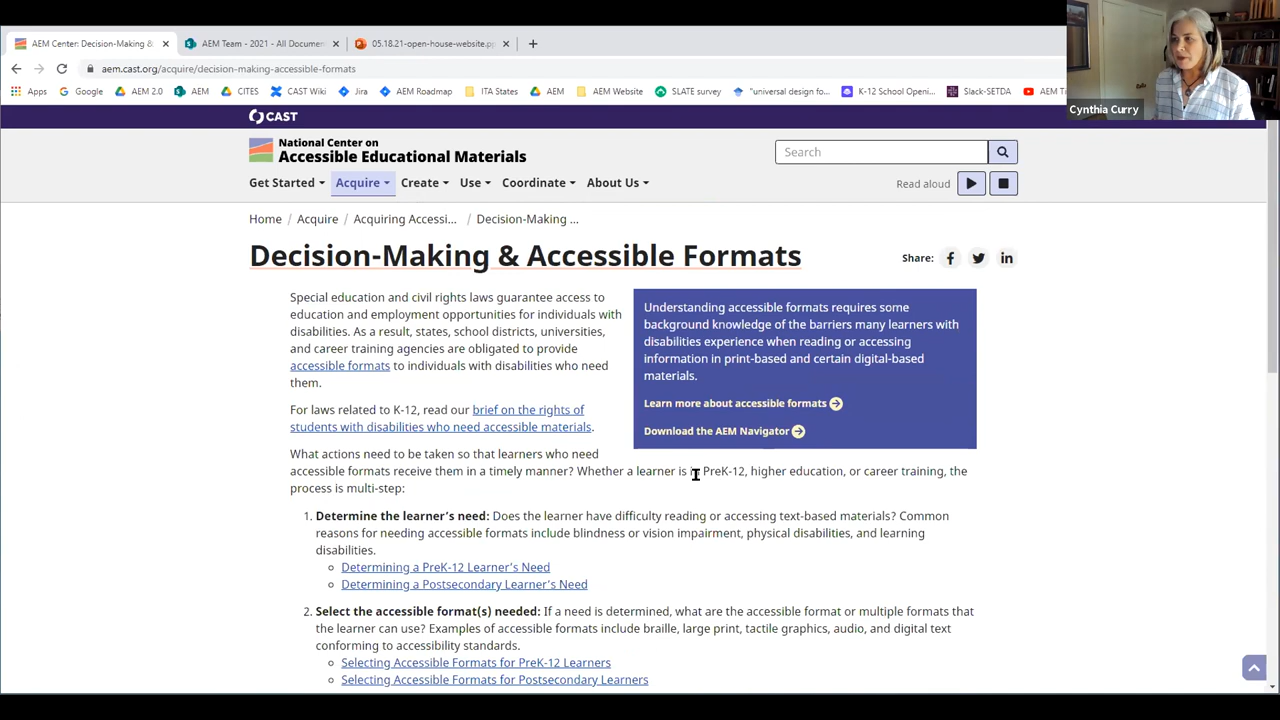 AEM Center: Decision-Making &
AEM Team - 2021 - All Documen
05.18.21-open-house-website.pp
aem.cast.org/acquire/decision-making-accessible-formats
Apps
Google
AEM 2.0
AEM
CITES
CAST Wiki
Jira
AEM Roadmap
ITA States
AEM
AEM Website
SLATE survey
"universal design fo...
K-12 School Openi...
Slack-SETDA
AEM Ti
Cynthia Curry
CAST
National Center on
Accessible Educational Materials
Search
Get Started
Acquire
Create
Use
Coordinate
About Us
Read aloud
Home / Acquire / Acquiring Accessi... / Decision-Making ...
Decision-Making & Accessible Formats
Share:
Special education and civil rights laws guarantee access to
education and employment opportunities for individuals with
disabilities. As a result, states, school districts, universities,
and career training agencies are obligated to provide
accessible formats to individuals with disabilities who need
them.
For laws related to K-12, read our brief on the rights of
students with disabilities who need accessible materials.
Understanding accessible formats requires some
background knowledge of the barriers many learners with
disabilities experience when reading or accessing
information in print-based and certain digital-based
materials.
Learn more about accessible formats
Download the AEM Navigator
What actions need to be taken so that learners who need
accessible formats receive them in a timely manner? Whether a learner is PreK-12, higher education, or career training, the
process is multi-step:
1. Determine the learner's need: Does the learner have difficulty reading or accessing text-based materials? Common
reasons for needing accessible formats include blindness or vision impairment, physical disabilities, and learning
disabilities.
Determining a PreK-12 Learner's Need
Determining a Postsecondary Learner's Need
2. Select the accessible format(s) needed: If a need is determined, what are the accessible format or multiple formats that
the learner can use? Examples of accessible formats include braille, large print, tactile graphics, audio, and digital text
conforming to accessibility standards.
Selecting Accessible Formats for PreK-12 Learners
Selecting Accessible Formats for Postsecondary Learners